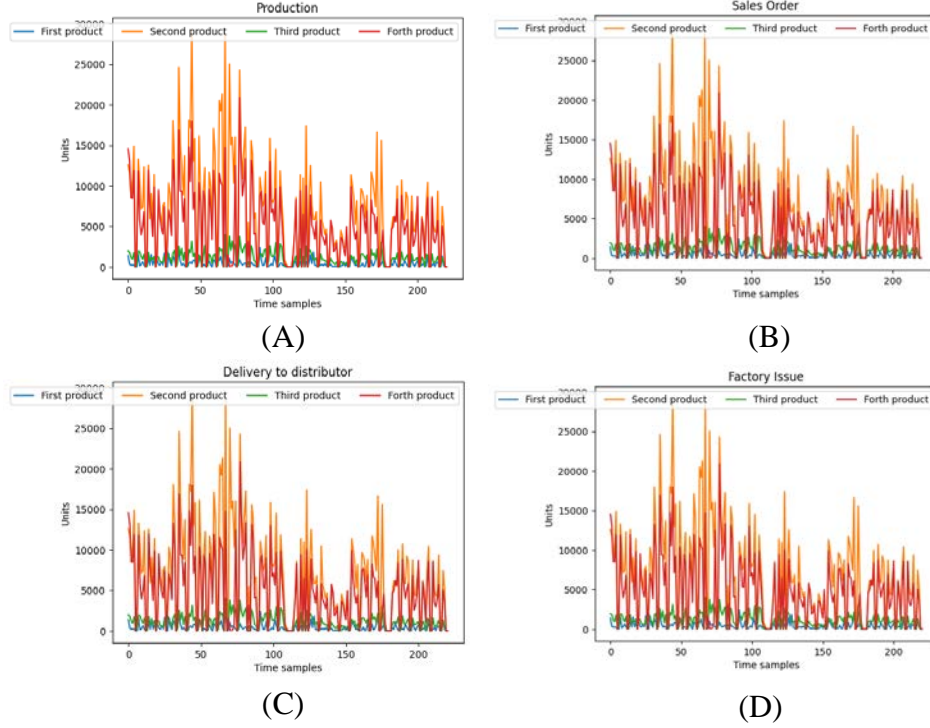 Production
30000
First product Second product Third product Forth product
25000
20000
15000
10000
5000
0
Units
0 50 100 150 200
Time samples
(A)
Sales Order
30000
First product Second product Third product Forth product
25000
20000
15000
10000
5000
0
Units
0 50 100 150 200
Time samples
(B)
Delivery to distributor
30000
First product Second product Third product Forth product
25000
20000
15000
10000
5000
0
Units
0 50 100 150 200
Time samples
(C)
Factory Issue
30000
First product Second product Third product Forth product
25000
20000
15000
10000
5000
0
Units
0 50 100 150 200
Time samples
(D)